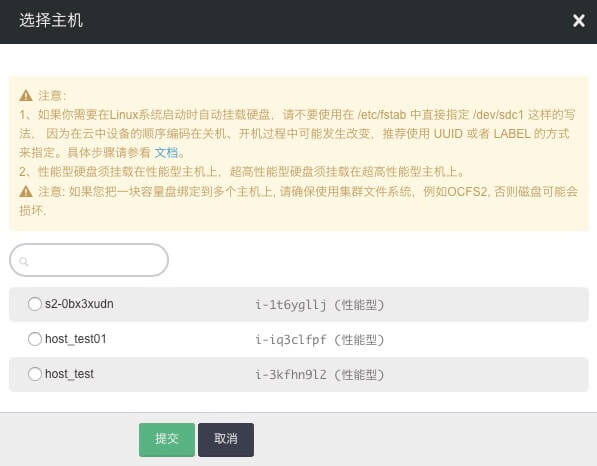 选择主机
注意:
1、如果你需要在Linux系统启动时自动挂载硬盘，请不要使用在 /etc/fstab 中直接指定 /dev/sdc1 这样的写
法， 因为在云中设备的顺序编码在关机、开机过程中可能发生改变，推荐使用 UUID 或者 LABEL 的方式
来指定。具体步骤请参看 文档。
2、性能型硬盘须挂载在性能型主机上，超高性能型硬盘须挂载在超高性能型主机上。
注意: 如果您把一块容量盘绑定到多个主机上, 请确保使用集群文件系统，例如OCFS2, 否则磁盘可能会
损坏.
s2-0bx3xudn i-1t6ygllj (性能型)
host_test01 i-iq3clfpf (性能型)
host_test i-3kfhn9l2 (性能型)
提交 取消